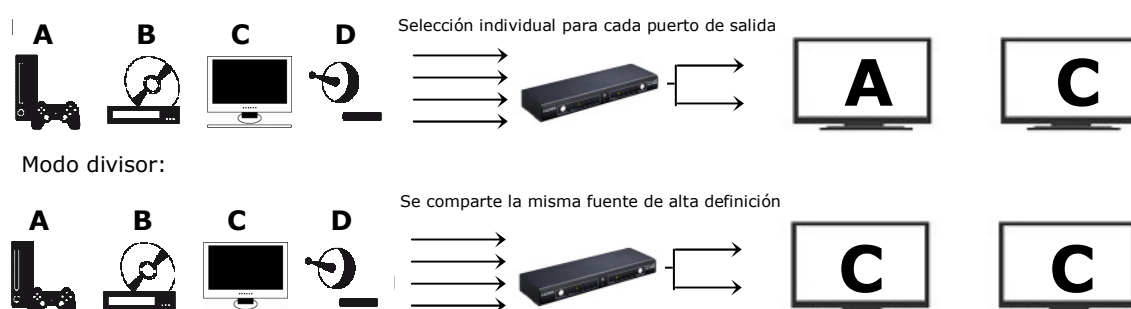 Selección individual para cada puerto de salida
A B C D
A C
Modo divisor:
Se comparte la misma fuente de alta definición
A B C D
C C